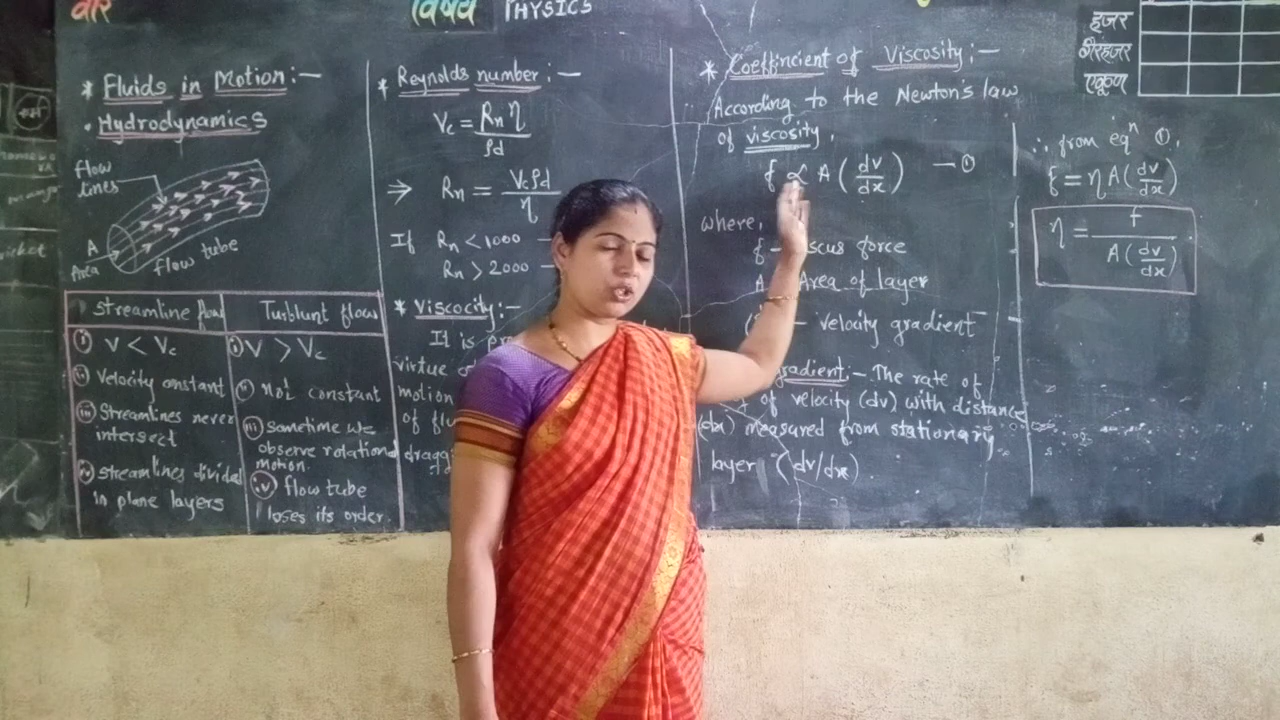 वार
विषय PHYSICS
हजर
गैरहजर
एकूण
* Fluids in Motion :-
• Hydrodynamics
flow
lines
A
Area
flow tube
streamline flow
i) V < Vc
ii) velocity constant
iii) Streamlines never
intersect
iv) streamlines divided
in plane layers
Turblunt flow
i) V > Vc
ii) not constant
iii) sometime we
observe rotational
motion.
iv) flow tube
loses its order.
* Reynolds number :-
Vc = Rn η / ρd
⇒ Rn = Vc ρd / η
If Rn < 1000 -
Rn > 2000 -
* Viscocity :-
It is
virtue
motion
of
* Coeffincient of Viscosity :-
According to the Newton's law
of viscosity,
f ∝ A (dv/dx) - ①
where,
f - force
A Area of layer
- velocity gradient
gradient :- The rate of
of velocity (dv) with distance
(dx) measured from stationary
layer (dv/dx)
∴ from eqⁿ ①,
f = η A (dv/dx)
η = f / A (dv/dx)